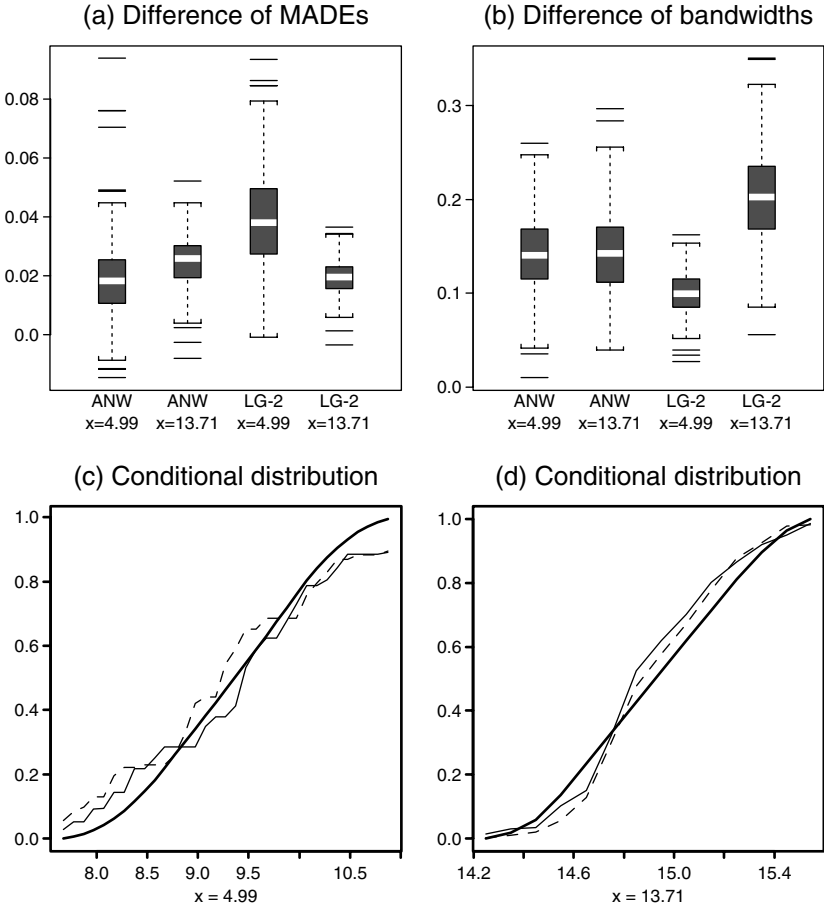 (a) Difference of MADEs
0.08
0.06
0.04
0.02
0.0
ANW ANW LG-2 LG-2
x=4.99 x=13.71 x=4.99 x=13.71
(b) Difference of bandwidths
0.3
0.2
0.1
0.0
ANW ANW LG-2 LG-2
x=4.99 x=13.71 x=4.99 x=13.71
(c) Conditional distribution
1.0
0.8
0.6
0.4
0.2
0.0
8.0 8.5 9.0 9.5 10.5
x = 4.99
(d) Conditional distribution
1.0
0.8
0.6
0.4
0.2
0.0
14.2 14.6 15.0 15.4
x = 13.71